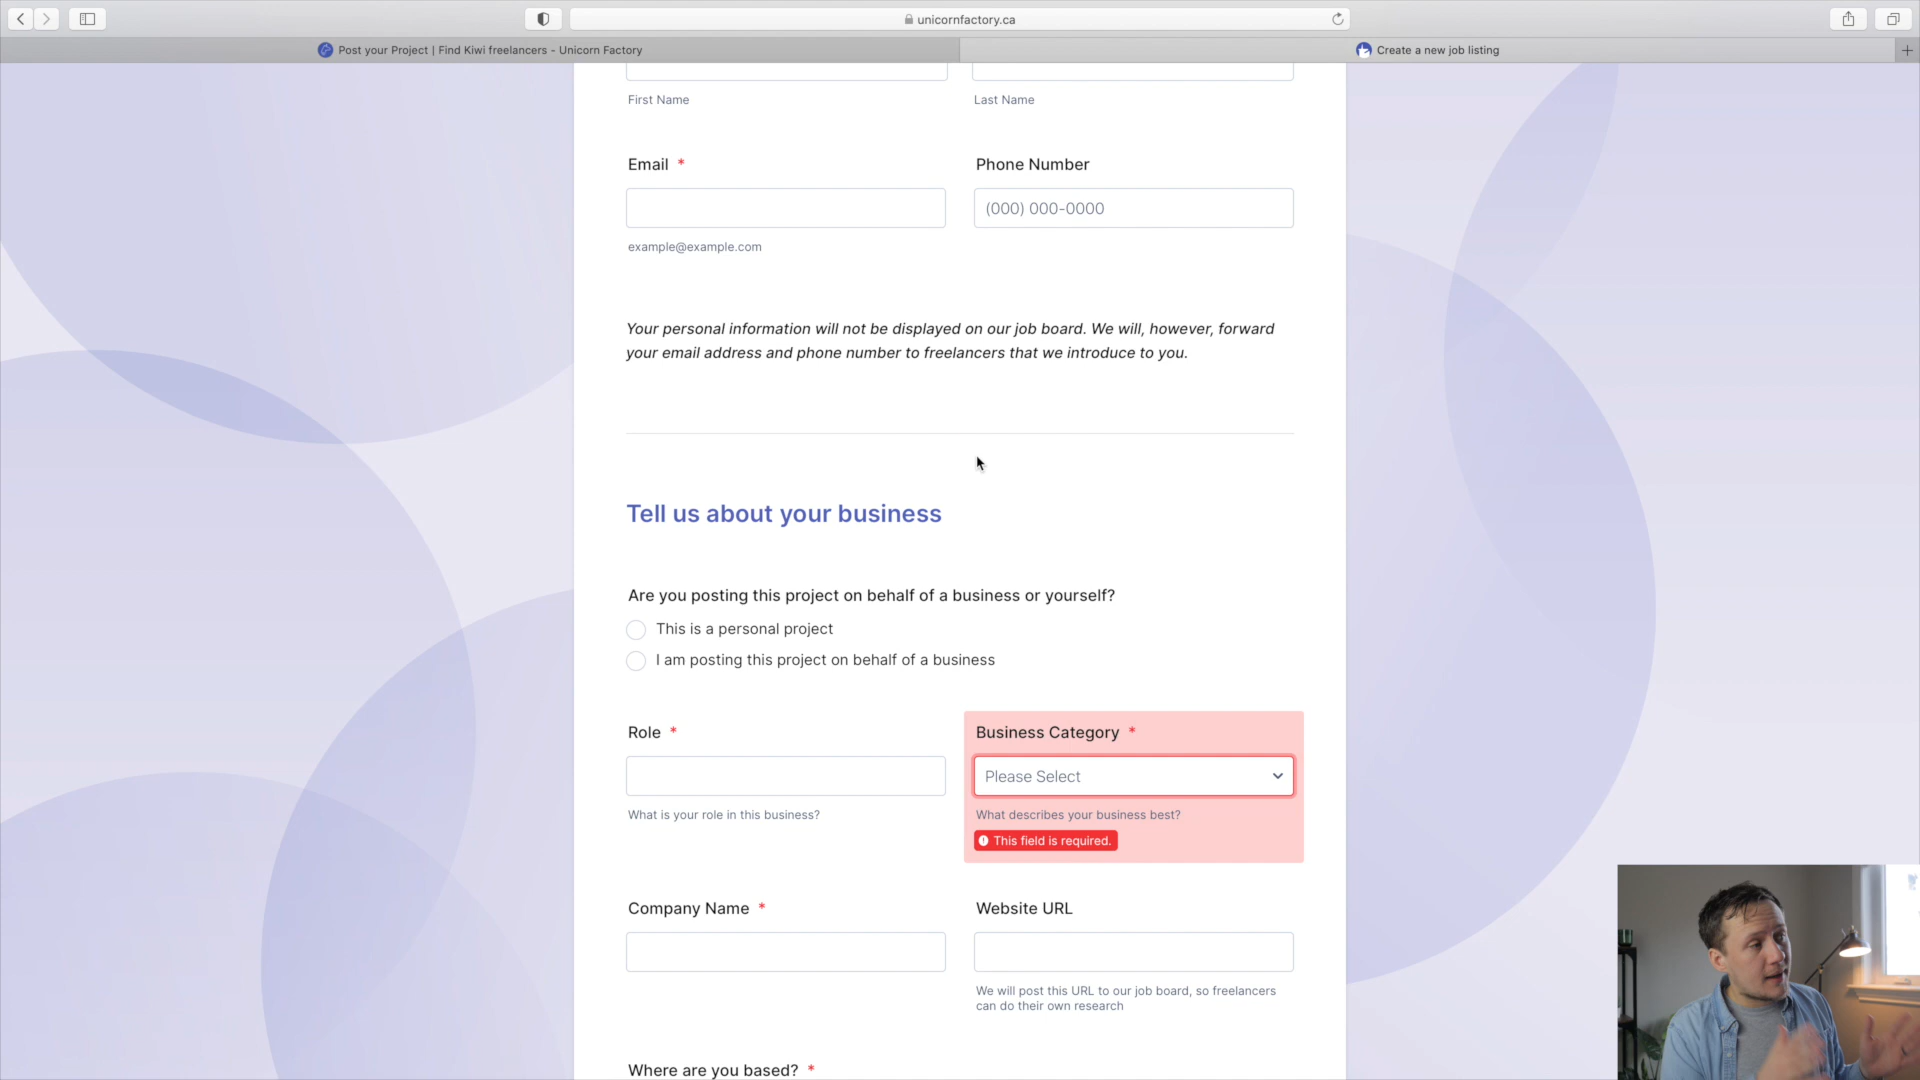 unicornfactory.ca
Post your Project | Find Kiwi freelancers - Unicorn Factory
Create a new job listing
First Name
Last Name
Email *
Phone Number
(000) 000-0000
example@example.com
Your personal information will not be displayed on our job board. We will, however, forward
your email address and phone number to freelancers that we introduce to you.
Tell us about your business
Are you posting this project on behalf of a business or yourself?
This is a personal project
I am posting this project on behalf of a business
Role *
Business Category *
Please Select
What is your role in this business?
What describes your business best?
This field is required.
Company Name *
Website URL
We will post this URL to our job board, so freelancers
can do their own research
Where are you based? *